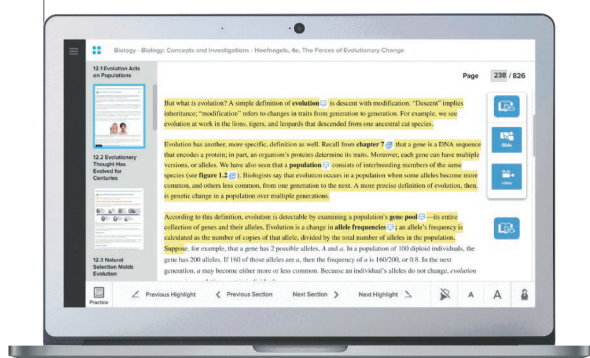 Biology - Biology: Concepts and Investigations - Hoefnagels, 4e, The Forces of Evolutionary Change
12.1 Evolution Acts
on Populations
12.2 Evolutionary
Thought Has
Evolved for
Centuries
12.3 Natural
Selection Molds
Evolution
Page 238 / 826
But what is evolution? A simple definition of evolution is descent with modification. "Descent" implies
inheritance; "modification" refers to changes in traits from generation to generation. For example, we see
evolution at work in the lions, tigers, and leopards that descended from one ancestral cat species.
Evolution has another, more specific, definition as well. Recall from chapter 7 that a gene is a DNA sequence
that encodes a protein; in part, an organism's proteins determine its traits. Moreover, each gene can have multiple
versions, or alleles. We have also seen that a population consists of interbreeding members of the same
species (see figure 1.2). Biologists say that evolution occurs in a population when some alleles become more
common, and others less common, from one generation to the next. A more precise definition of evolution, then,
is genetic change in a population over multiple generations.
According to this definition, evolution is detectable by examining a population's gene pool—its entire
collection of genes and their alleles. Evolution is a change in allele frequencies; an allele's frequency is
calculated as the number of copies of that allele, divided by the total number of alleles in the population.
Suppose, for example, that a gene has 2 possible alleles, A and a. In a population of 100 diploid individuals, the
gene has 200 alleles. If 160 of those alleles are a, then the frequency of a is 160/200, or 0.8. In the next
generation, a may become either more or less common. Because an individual's alleles do not change, evolution
Slide
Video
Practice
Previous Highlight
Previous Section
Next Section
Next Highlight
A
A